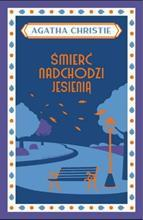 AGATHA CHRISTIE
ŚMIERĆ
NADCHODZI
JESIENIĄ